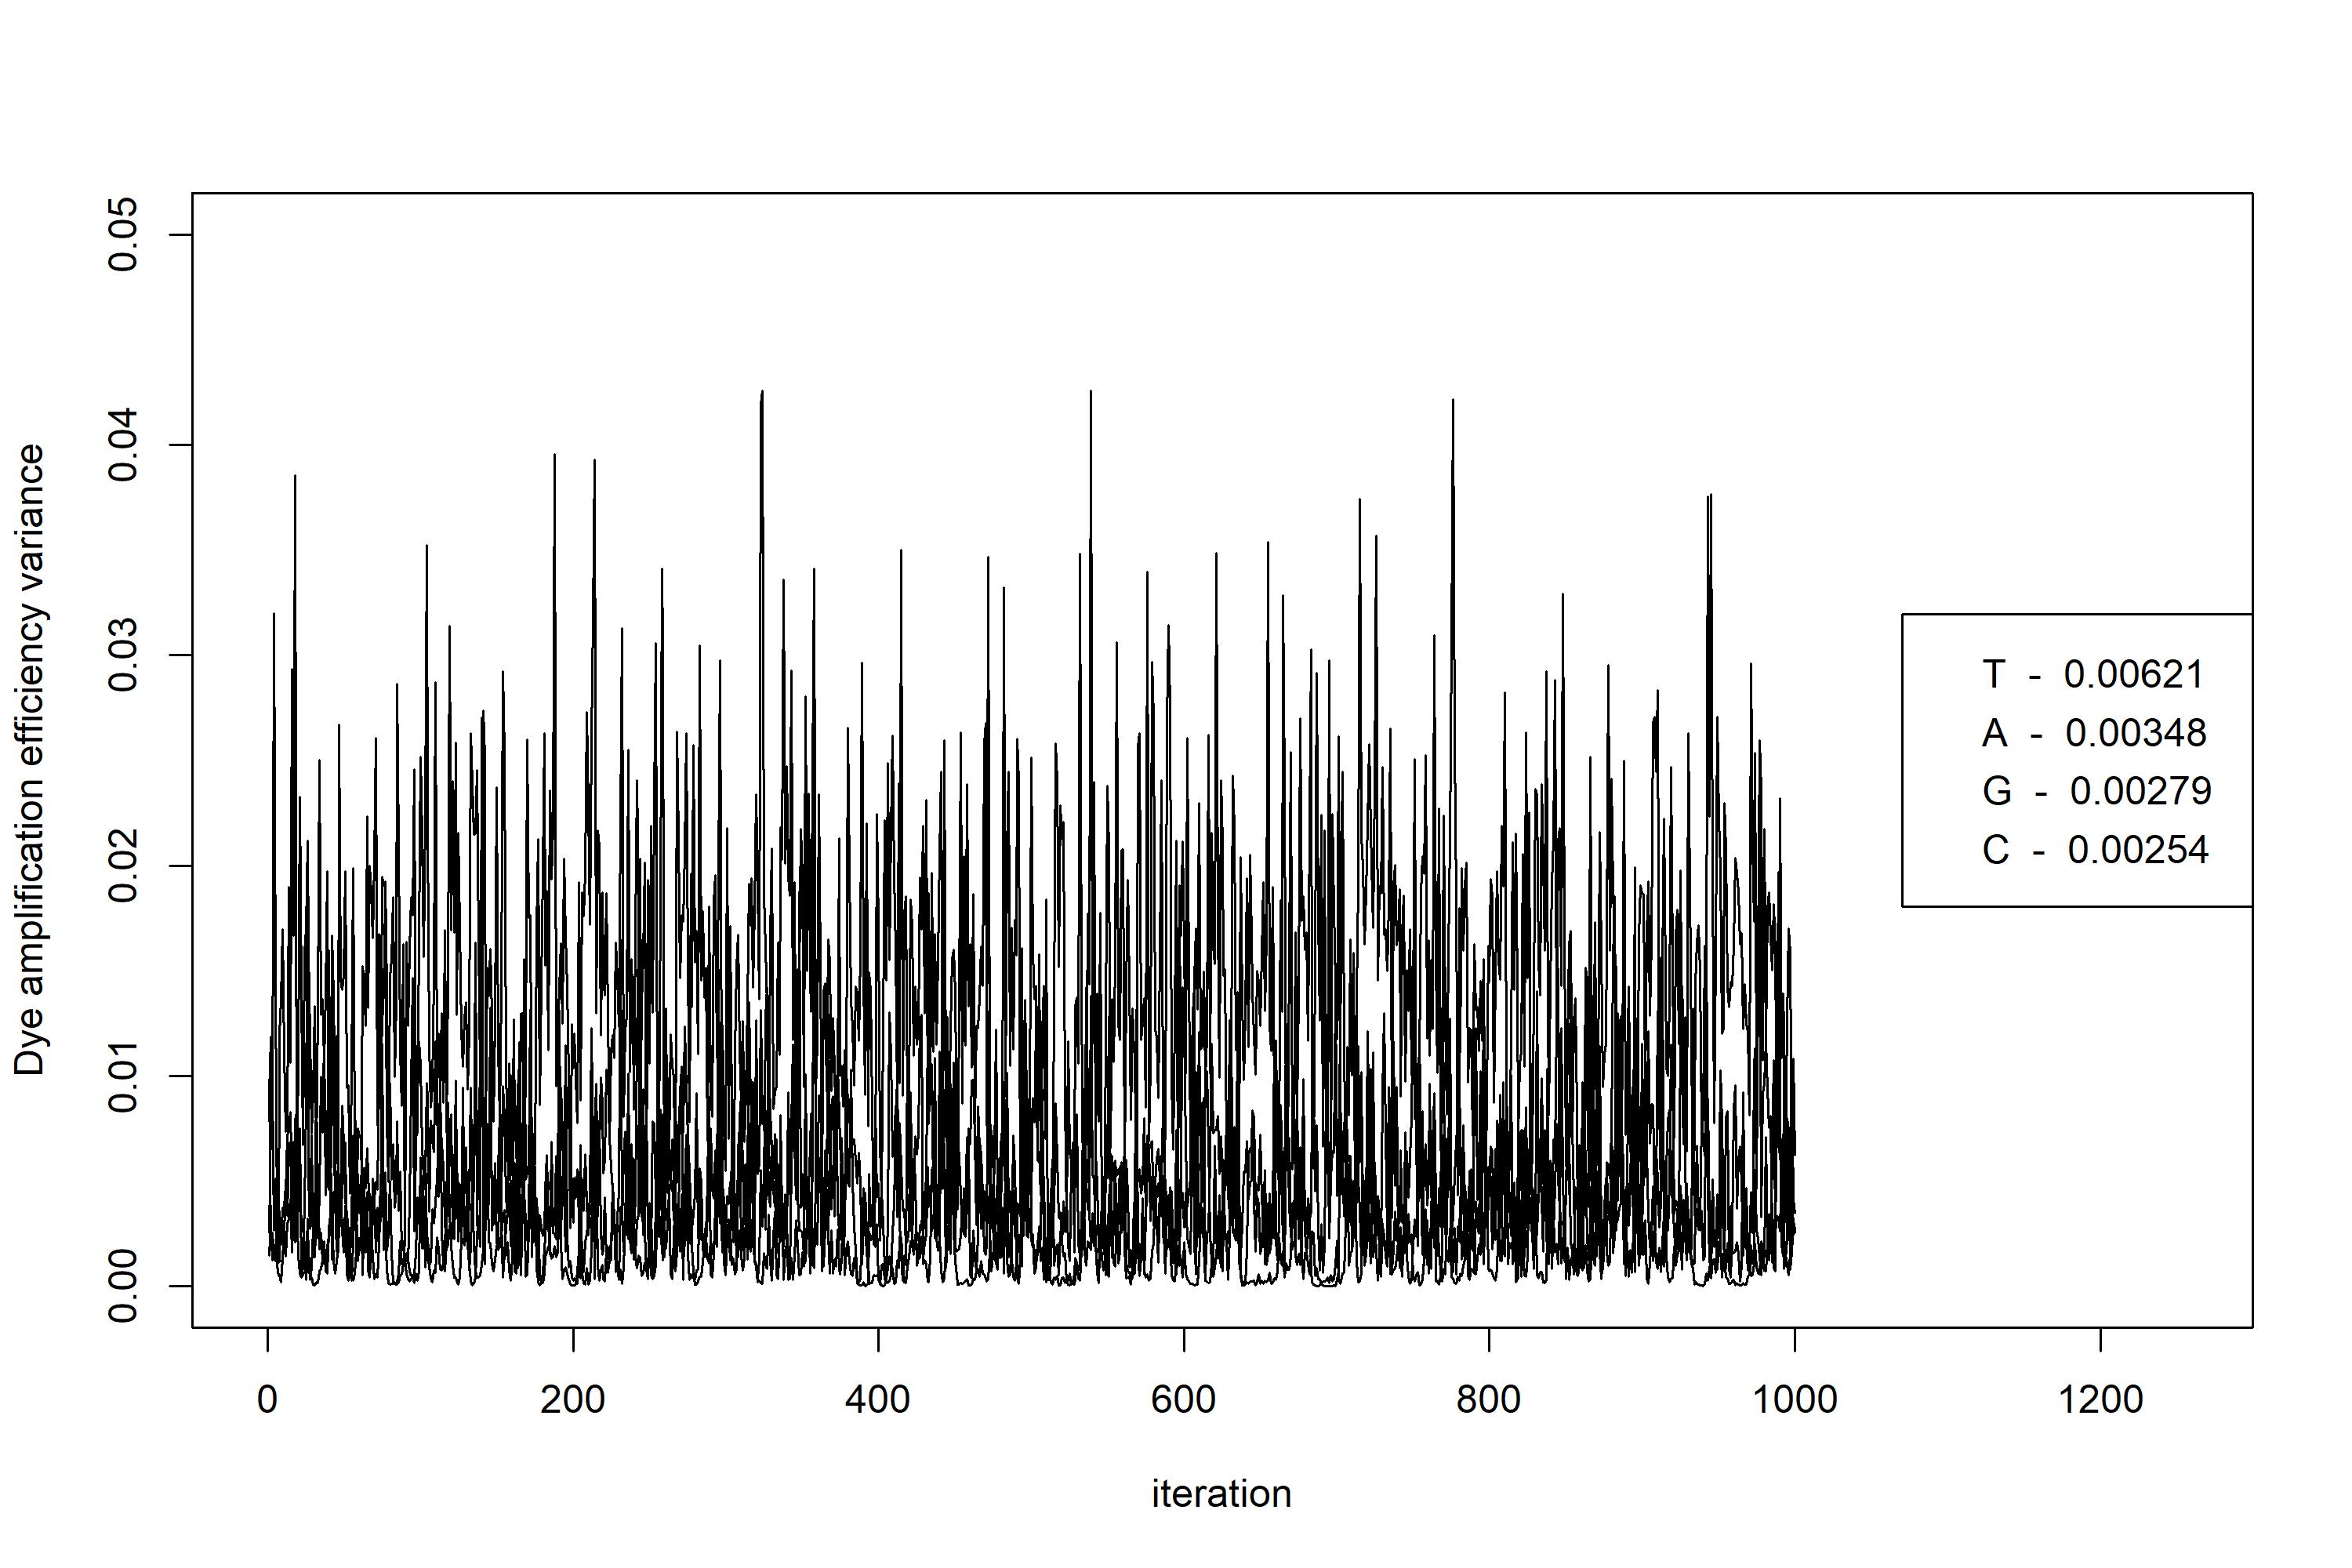 Dye amplification efficiency variance
0.05
0.04
0.03
0.02
0.01
0.00
T - 0.00621
A - 0.00348
G - 0.00279
C - 0.00254
0 200 400 600 800 1000 1200
iteration